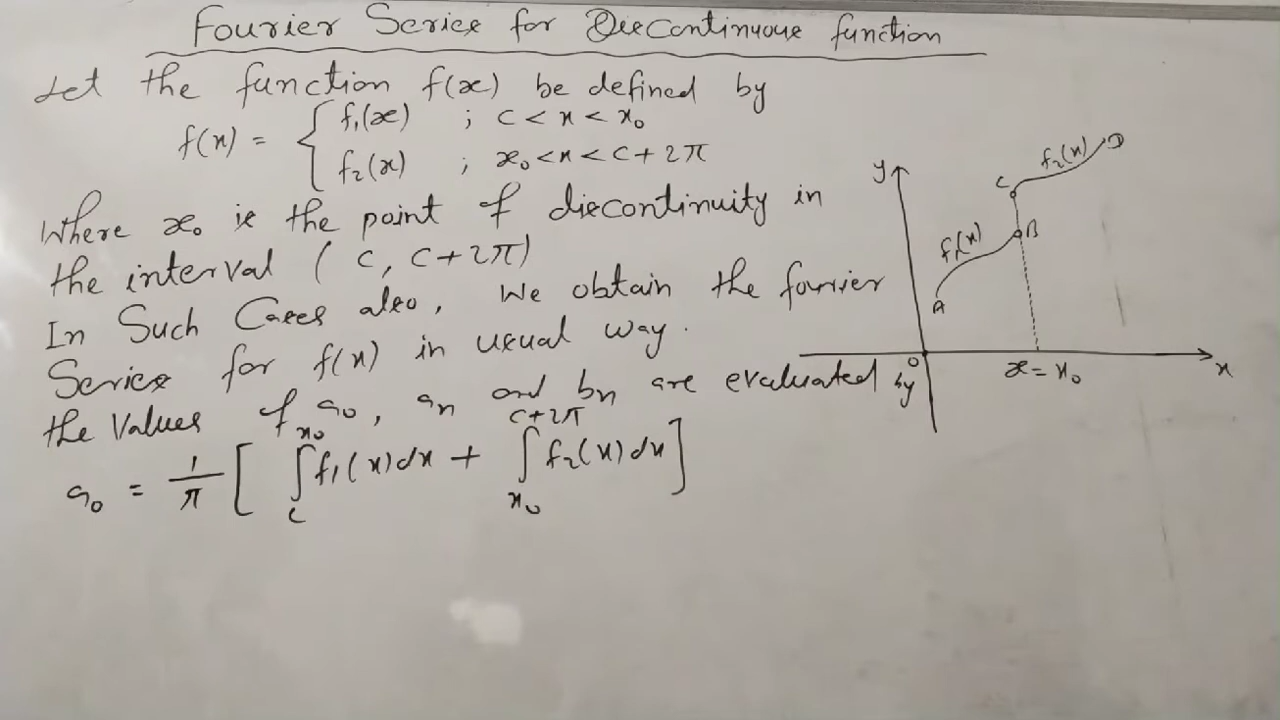 Fourier Series for Discontinuous function
Let the function f(x) be defined by
f(x) = { f₁(x) ; c < x < x₀
f₂(x) ; x₀ < x < c + 2π
Where x₀ is the point of discontinuity in
the interval ( c, c + 2π)
In Such Cases also, We obtain the fourier
Series for f(x) in usual way.
the Values of a₀, aₙ and bₙ are evaluated by
a₀ = 1/π [ ∫_c^{x₀} f₁(x) dx + ∫_{x₀}^{c+2π} f₂(x) dx ]
y
f₂(x) D
C
f₁(x) B
A
O x = x₀ x